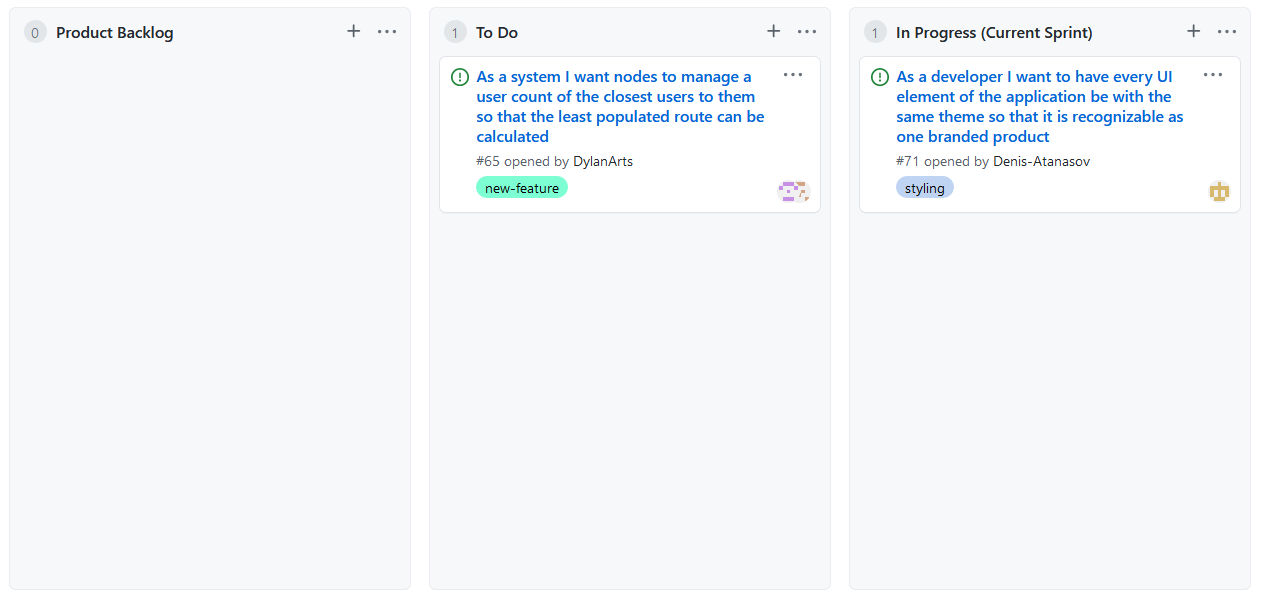 0 Product Backlog
1 To Do
As a system I want nodes to manage a
user count of the closest users to them
so that the least populated route can be
calculated
#65 opened by DylanArts
new-feature
1 In Progress (Current Sprint)
As a developer I want to have every UI
element of the application be with the
same theme so that it is recognizable as
one branded product
#71 opened by Denis-Atanasov
styling